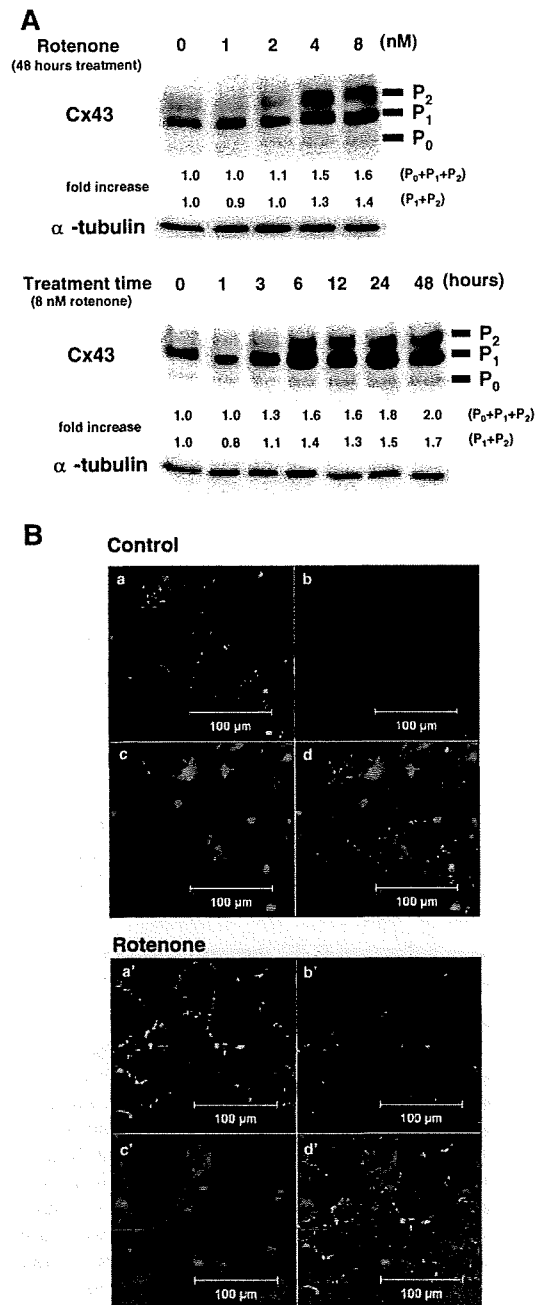 A
Rotenone 0 1 2 4 8 (nM)
(48 hours treatment)
Cx43
P2
P1
P0
1.0 1.0 1.1 1.5 1.6 (P0+P1+P2)
fold increase
1.0 0.9 1.0 1.3 1.4 (P1+P2)
α -tubulin
Treatment time 0 1 3 6 12 24 48 (hours)
(8 nM rotenone)
Cx43
P2
P1
P0
1.0 1.0 1.3 1.6 1.6 1.8 2.0 (P0+P1+P2)
fold increase
1.0 0.8 1.1 1.4 1.3 1.5 1.7 (P1+P2)
α -tubulin
B
Control
a b
100 µm 100 µm
c d
100 µm 100 µm
Rotenone
a' b'
100 µm 100 µm
c' d'
100 µm 100 µm